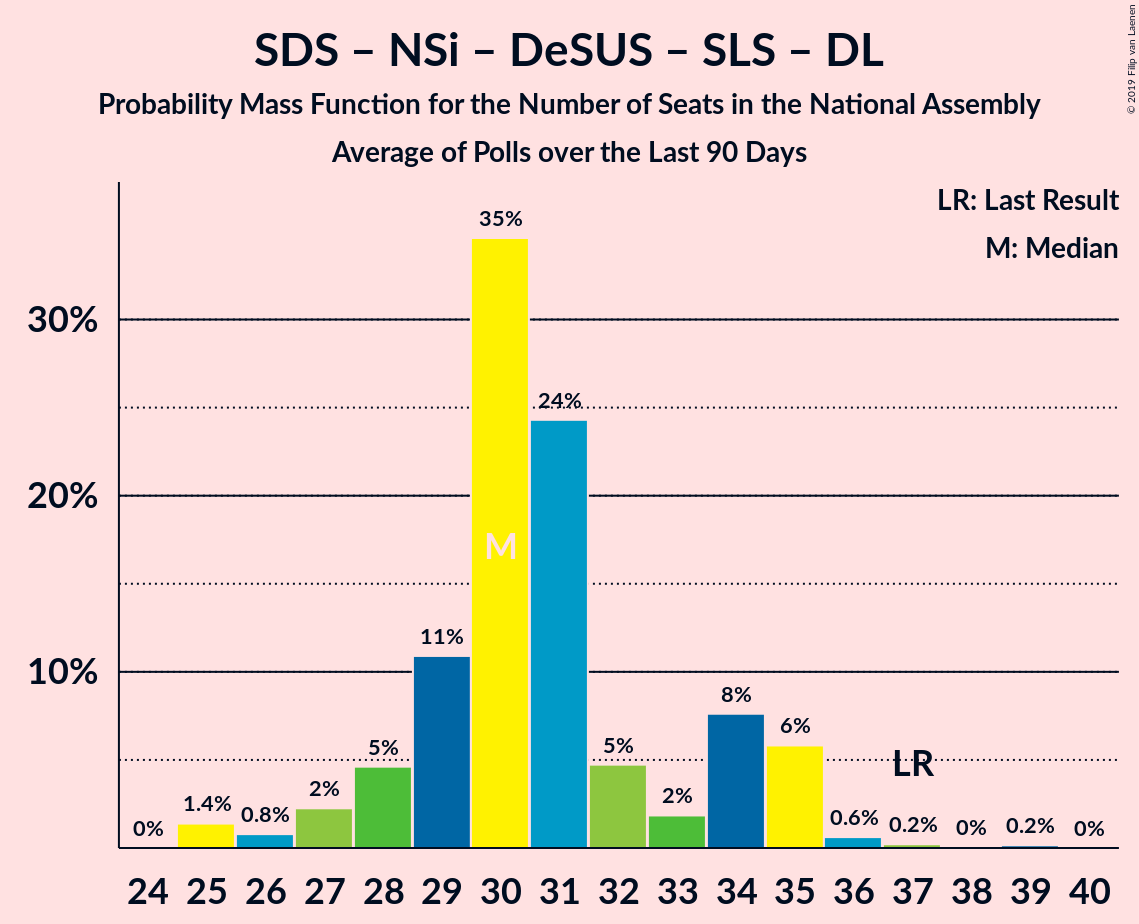 SDS – NSi – DeSUS – SLS – DL
Probability Mass Function for the Number of Seats in the National Assembly
Average of Polls over the Last 90 Days
© 2019 Filip van Laenen
LR: Last Result
M: Median
30%
20%
10%
0%
1.4%
0.8%
2%
5%
11%
35%
24%
5%
2%
8%
6%
0.6%
0.2%
0%
0.2%
0%
M
LR
24 25 26 27 28 29 30 31 32 33 34 35 36 37 38 39 40